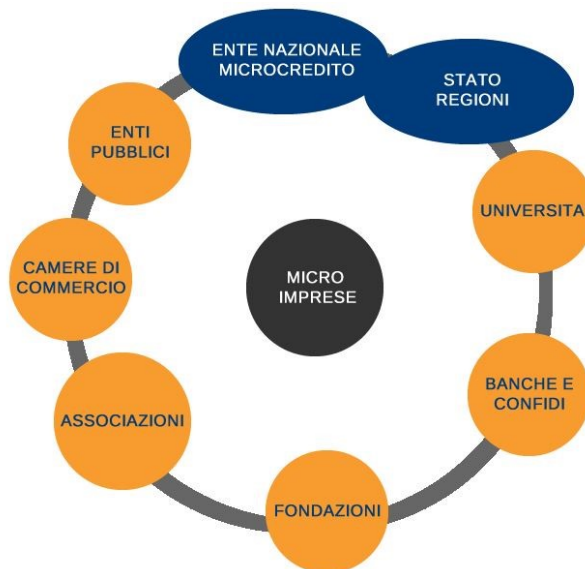 ENTE NAZIONALE
MICROCREDITO
STATO
REGIONI
ENTI
PUBBLICI
UNIVERSITA
CAMERE DI
COMMERCIO
MICRO
IMPRESE
BANCHE E
CONFIDI
ASSOCIAZIONI
FONDAZIONI